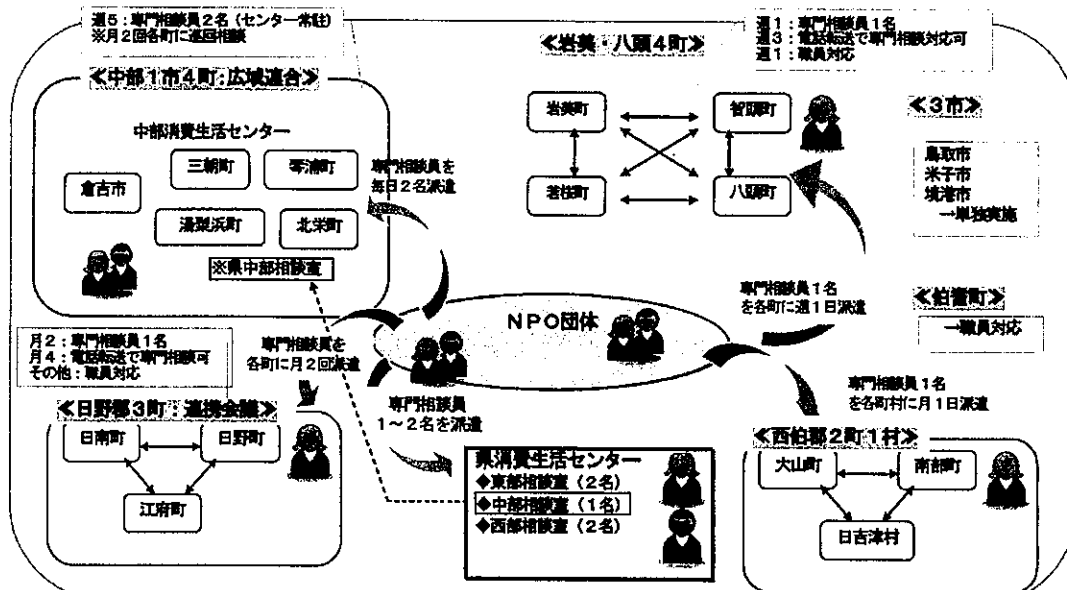 週5：専門相談員2名（センター常駐）
※月2回各町に巡回相談
≪中部1市4町：広域連合≫
中部消費生活センター
三朝町
琴浦町
倉吉市
湯梨浜町
北栄町
※県中部相談室
専門相談員を
毎日2名派遣
≪岩美・八頭4町≫
週1：専門相談員1名
週3：電話転送で専門相談対応可
週1：職員対応
岩美町
智頭町
若桜町
八頭町
≪3市≫
鳥取市
米子市
境港市
→単独実施
専門相談員1名
を各町に週1日派遣
≪伯耆町≫
→職員対応
NPO団体
月2：専門相談員1名
月4：電話転送で専門相談可
その他：職員対応
専門相談員を
各町に月2回派遣
≪日野郡3町：連携会議≫
日南町
日野町
江府町
専門相談員
1～2名を派遣
県消費生活センター
◆東部相談室（2名）
◆中部相談室（1名）
◆西部相談室（2名）
専門相談員1名
を各町村に月1日派遣
≪西伯郡2町1村≫
大山町
南部町
日吉津村